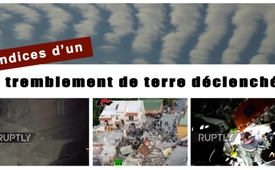 ndices d'un
tremblement de terre déclenché
RUPTLY
RUPTLY